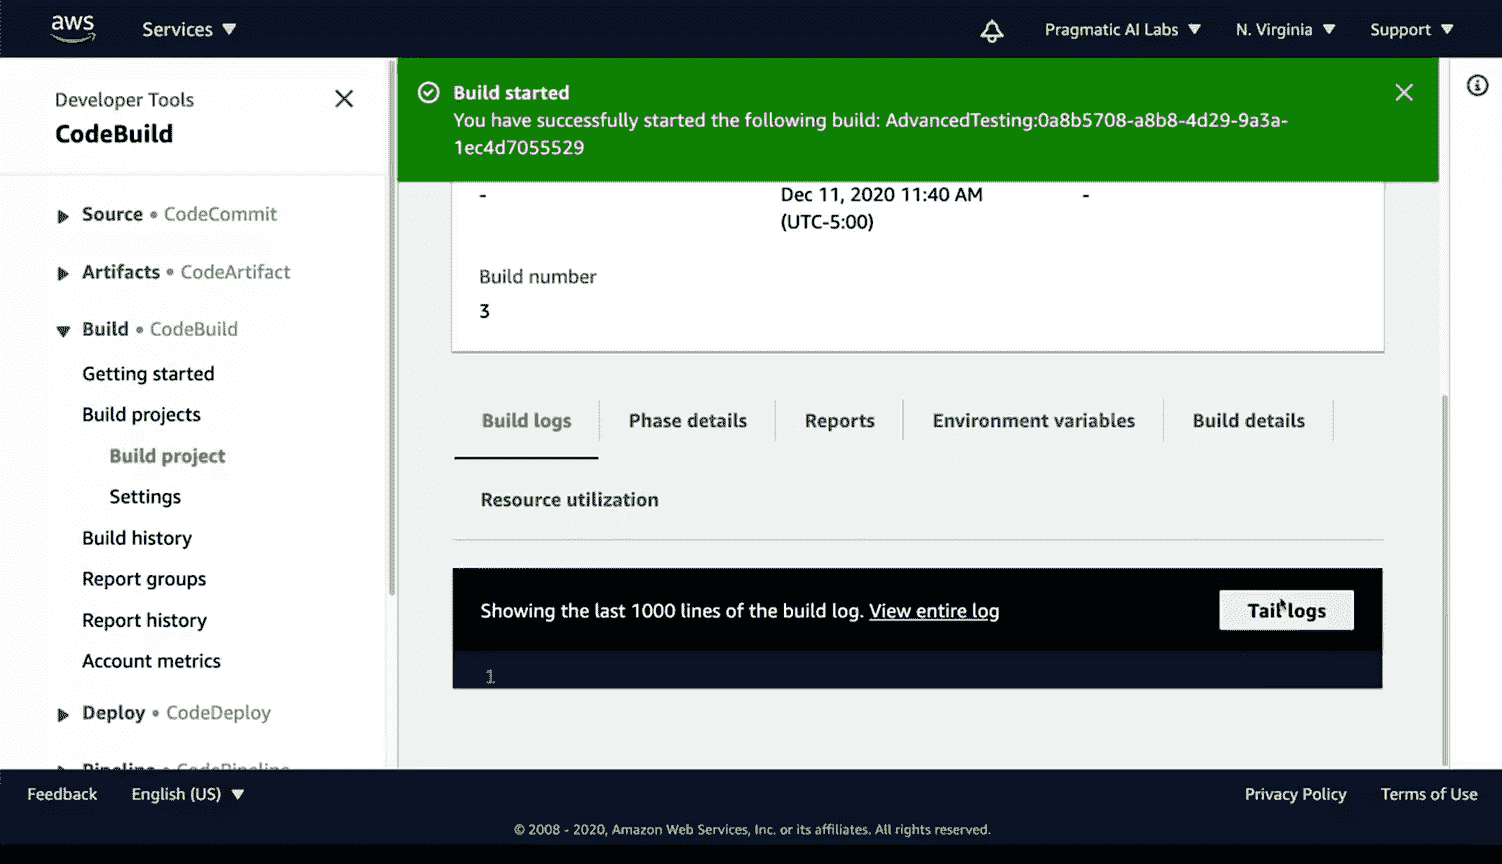 aws
Services
Pragmatic AI Labs
N. Virginia
Support
Developer Tools
CodeBuild
Source • CodeCommit
Artifacts • CodeArtifact
Build • CodeBuild
Getting started
Build projects
Build project
Settings
Build history
Report groups
Report history
Account metrics
Deploy • CodeDeploy
Pipeline • CodePipeline
Build started
You have successfully started the following build: AdvancedTesting:0a8b5708-a8b8-4d29-9a3a-
1ec4d7055529
-
Dec 11, 2020 11:40 AM
(UTC-5:00)
-
Build number
3
Build logs
Phase details
Reports
Environment variables
Build details
Resource utilization
Showing the last 1000 lines of the build log. View entire log
Tail logs
1
Feedback
English (US)
Privacy Policy
Terms of Use
© 2008 - 2020, Amazon Web Services, Inc. or its affiliates. All rights reserved.